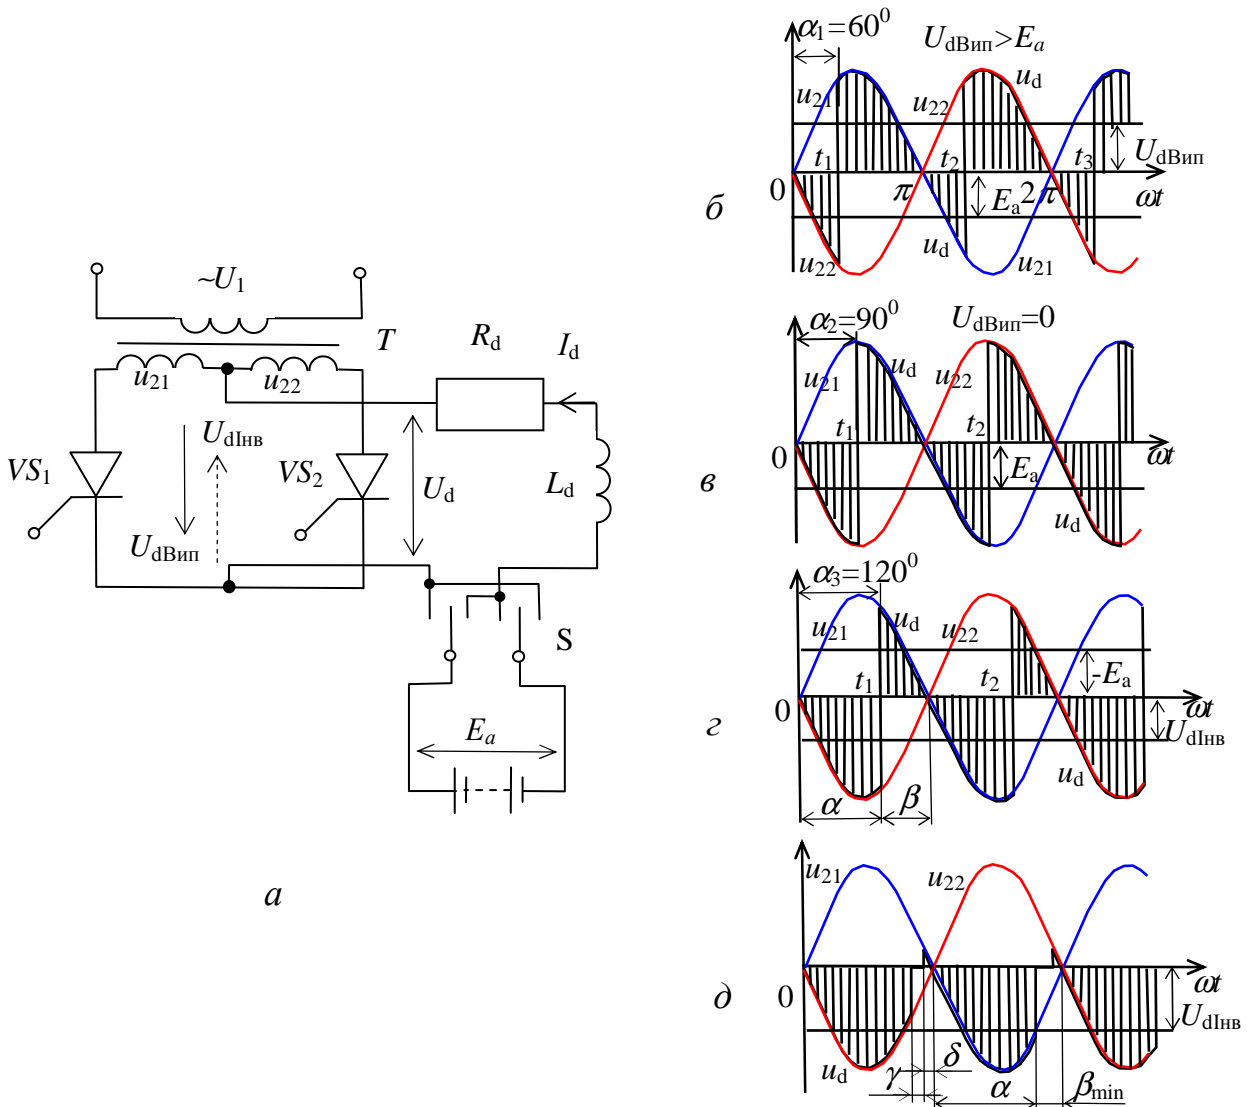 ~U1
T
Rd
Id
u21
u22
UdІнв
VS1
VS2
Ud
Ld
UdВип
S
Ea
а
α1=60⁰
UdВип>Ea
u21
u22
ud
t1
t2
t3
UdВип
0
π
Ea
2π
ωt
u22
ud
u21
б
α2=90⁰
UdВип=0
u21
ud
u22
t1
t2
0
Ea
ωt
ud
в
α3=120⁰
u21
ud
u22
t1
t2
-Ea
0
ωt
UdІнв
ud
α
β
г
u21
u22
0
ωt
UdІнв
ud
γ
δ
α
βmin
д